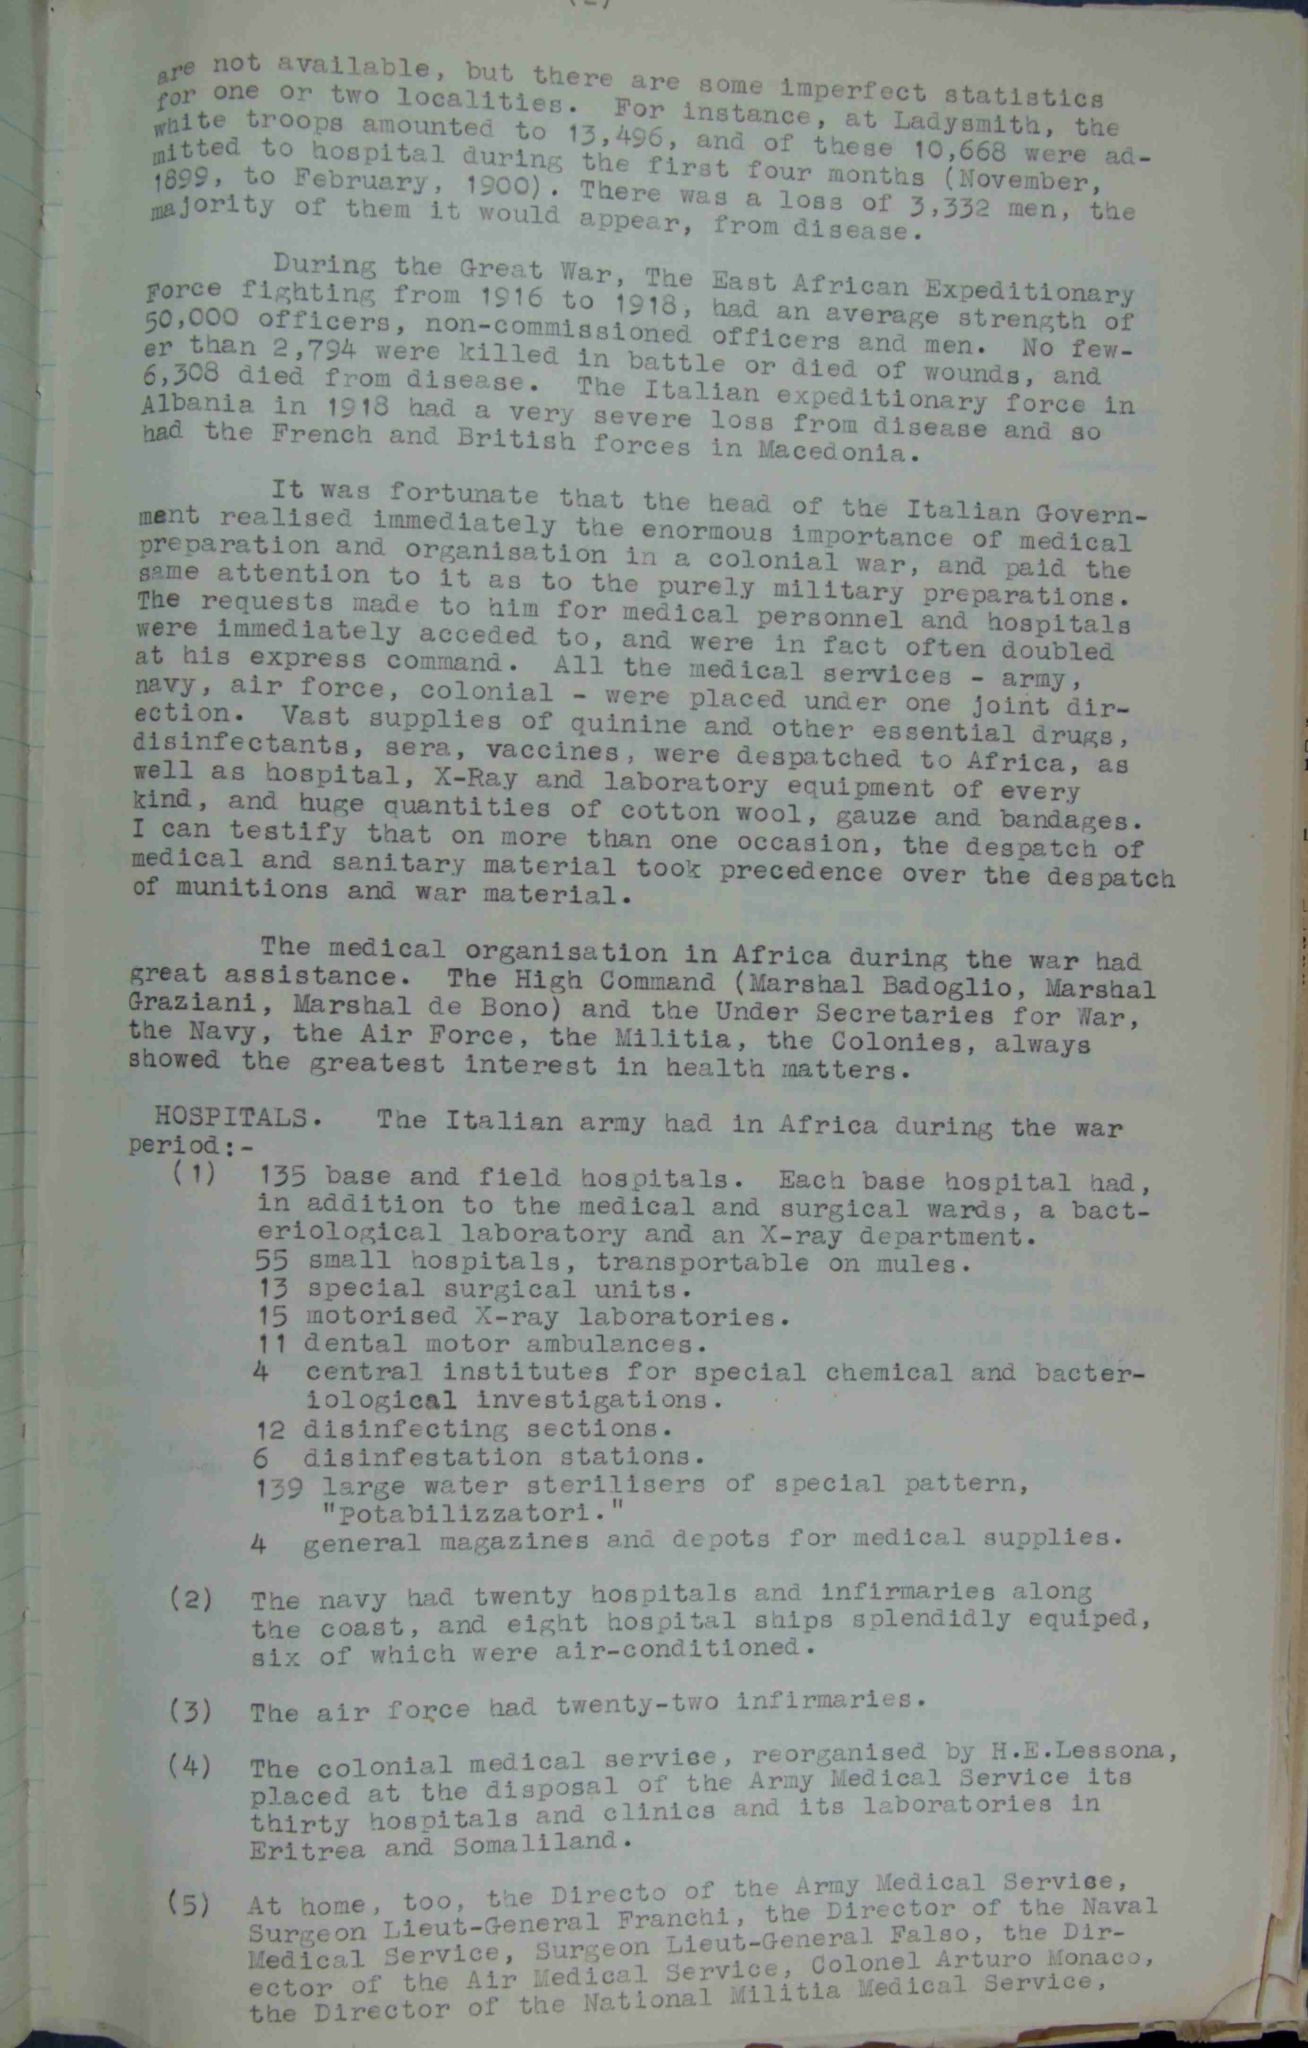 are not available, but there are some imperfect statistics
for one or two localities. For instance, at Ladysmith, the
white troops amounted to 13,496, and of these 10,668 were ad-
mitted to hospital during the first four months (November,
1899, to February, 1900). There was a loss of 3,332 men, the
majority of them it would appear, from disease.
During the Great War, The East African Expeditionary
Force fighting from 1916 to 1918, had an average strength of
50,000 officers, non-commissioned officers and men. No few-
er than 2,794 were killed in battle or died of wounds, and
6,308 died from disease. The Italian expeditionary force in
Albania in 1918 had a very severe loss from disease and so
had the French and British forces in Macedonia.
It was fortunate that the head of the Italian Govern-
ment realised immediately the enormous importance of medical
preparation and organisation in a colonial war, and paid the
same attention to it as to the purely military preparations.
The requests made to him for medical personnel and hospitals
were immediately acceded to, and were in fact often doubled
at his express command. All the medical services - army,
navy, air force, colonial - were placed under one joint dir-
ection. Vast supplies of quinine and other essential drugs,
disinfectants, sera, vaccines, were despatched to Africa, as
well as hospital, X-Ray and laboratory equipment of every
kind, and huge quantities of cotton wool, gauze and bandages.
I can testify that on more than one occasion, the despatch of
medical and sanitary material took precedence over the despatch
of munitions and war material.
The medical organisation in Africa during the war had
great assistance. The High Command (Marshal Badoglio, Marshal
Graziani, Marshal de Bono) and the Under Secretaries for War,
the Navy, the Air Force, the Militia, the Colonies, always
showed the greatest interest in health matters.
HOSPITALS. The Italian army had in Africa during the war
period:-
(1) 135 base and field hospitals. Each base hospital had,
in addition to the medical and surgical wards, a bact-
eriological laboratory and an X-ray department.
55 small hospitals, transportable on mules.
13 special surgical units.
15 motorised X-ray laboratories.
11 dental motor ambulances.
4 central institutes for special chemical and bacter-
iological investigations.
12 disinfecting sections.
6 disinfestation stations.
139 large water sterilisers of special pattern,
"Potabilizzatori."
4 general magazines and depots for medical supplies.
(2) The navy had twenty hospitals and infirmaries along
the coast, and eight hospital ships splendidly equiped,
six of which were air-conditioned.
(3) The air force had twenty-two infirmaries.
(4) The colonial medical service, reorganised by H.E.Lessona,
placed at the disposal of the Army Medical Service its
thirty hospitals and clinics and its laboratories in
Eritrea and Somaliland.
(5) At home, too, the Directo of the Army Medical Service,
Surgeon Lieut-General Franchi, the Director of the Naval
Medical Service, Surgeon Lieut-General Falso, the Dir-
ector of the Air Medical Service, Colonel Arturo Monaco,
the Director of the National Militia Medical Service,